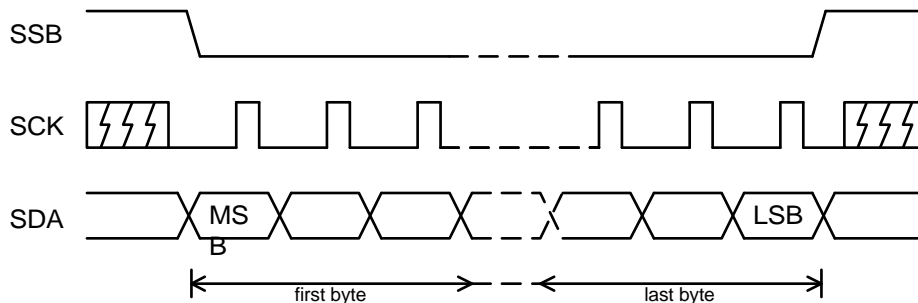 SSB
SCK
SDA
MS
B
LSB
first byte
last byte